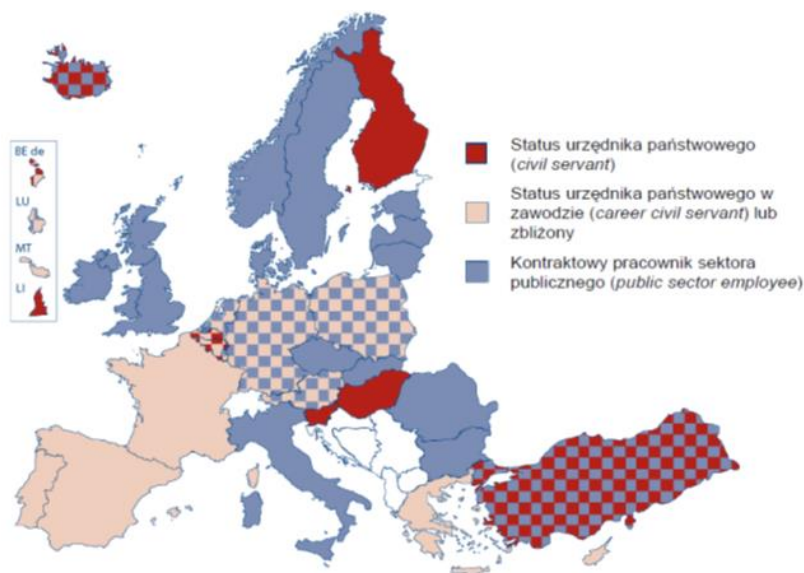 BE de
LU
MT
LI
Status urzędnika państwowego
(civil servant)
Status urzędnika państwowego w
zawodzie (career civil servant) lub
zbliżony
Kontraktowy pracownik sektora
publicznego (public sector employee)